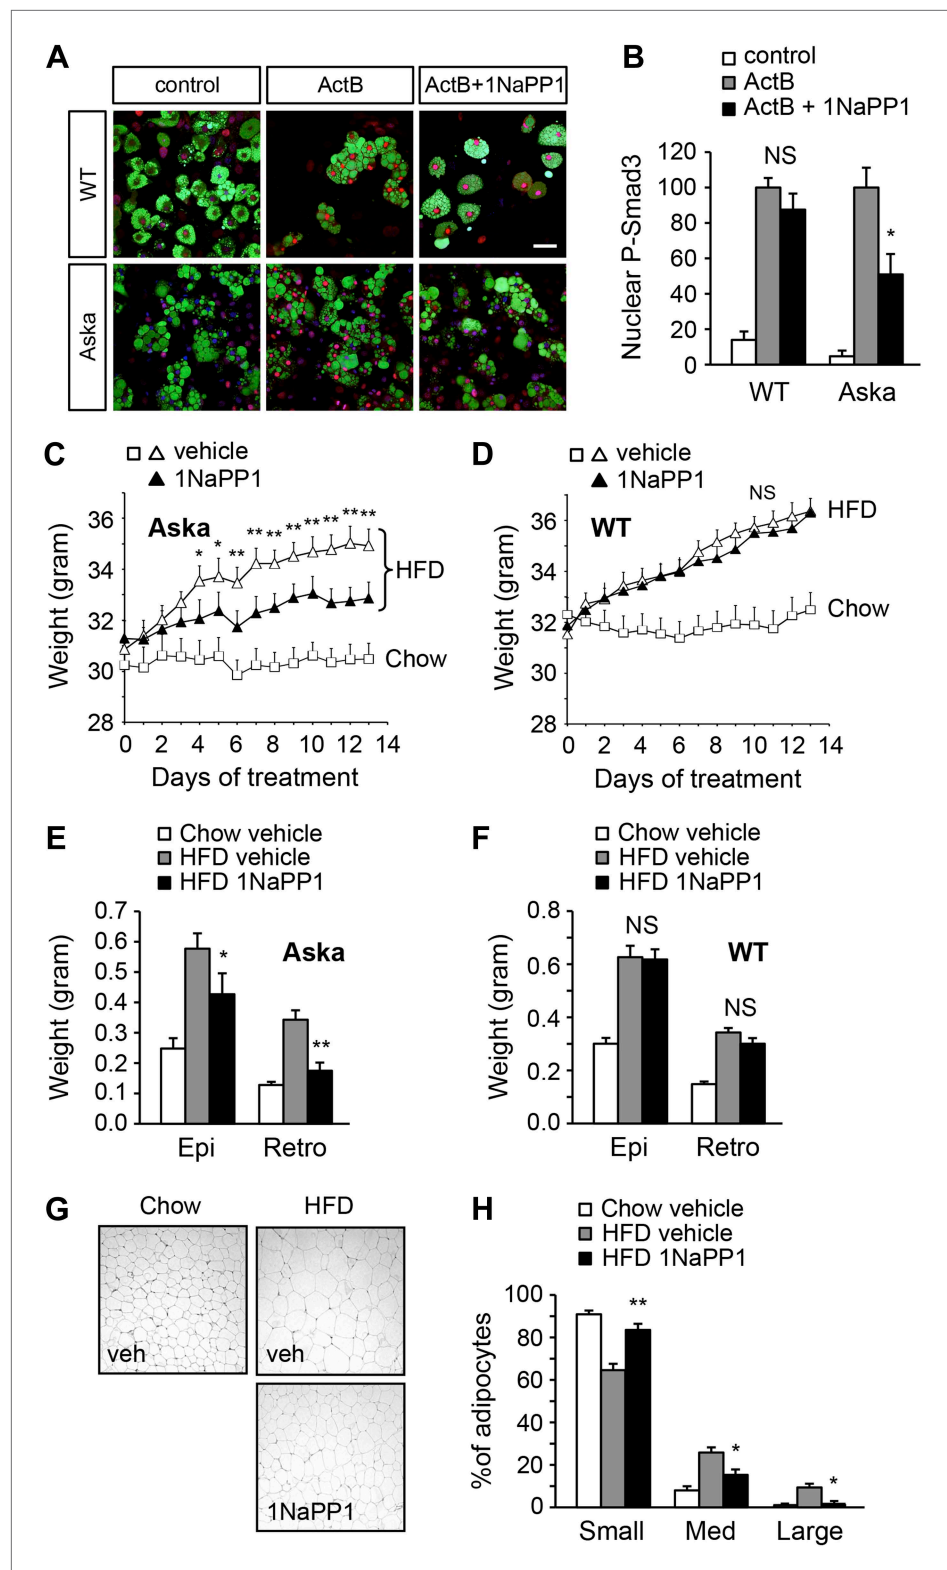 A
control
ActB
ActB+1NaPP1
WT
Aska
B
control
ActB
ActB + 1NaPP1
Nuclear P-Smad3
120
100
80
60
40
20
0
NS
*
WT
Aska
C
vehicle
1NaPP1
Aska
Weight (gram)
36
34
32
30
28
* * ** ** ** ** ** ** ** **
HFD
Chow
0 2 4 6 8 10 12 14
Days of treatment
D
vehicle
1NaPP1
WT
NS
Weight (gram)
36
34
32
30
28
HFD
Chow
0 2 4 6 8 10 12 14
Days of treatment
E
Chow vehicle
HFD vehicle
HFD 1NaPP1
Aska
Weight (gram)
0.7
0.6
0.5
0.4
0.3
0.2
0.1
0.0
*
**
Epi Retro
F
Chow vehicle
HFD vehicle
HFD 1NaPP1
WT
Weight (gram)
0.8
0.6
0.4
0.2
0.0
NS
NS
Epi Retro
G
Chow HFD
veh
veh
1NaPP1
H
Chow vehicle
HFD vehicle
HFD 1NaPP1
%of adipocytes
100
80
60
40
20
0
**
*
*
Small Med Large